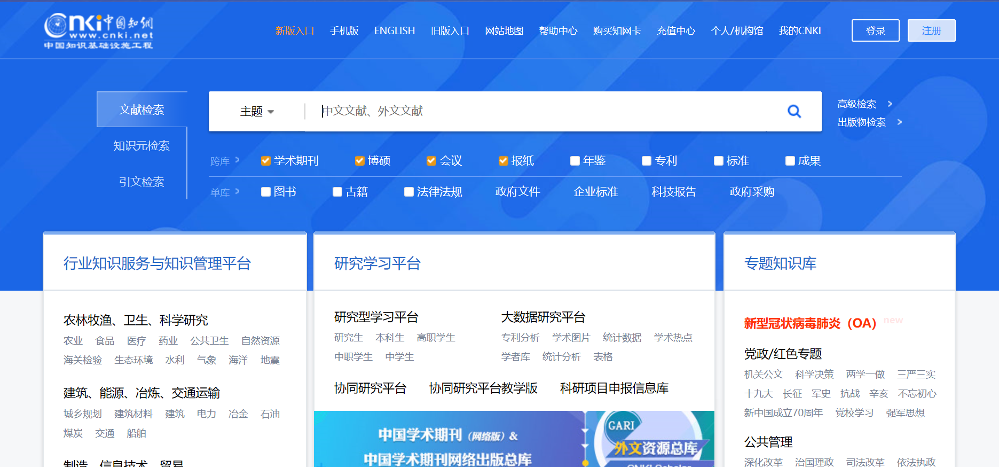 cnki中国知网
www.cnki.net
中国知识基础设施工程
新版入口 手机版 ENGLISH 旧版入口 网站地图 帮助中心 购买知网卡 充值中心 个人/机构馆 我的CNKI 登录 注册
文献检索
知识元检索
引文检索
主题 中文文献、外文文献
高级检索 >
出版物检索 >
跨库 > 学术期刊 博硕 会议 报纸 年鉴 专利 标准 成果
单库 > 图书 古籍 法律法规 政府文件 企业标准 科技报告 政府采购
行业知识服务与知识管理平台
农林牧渔、卫生、科学研究
农业 食品 医疗 药业 公共卫生 自然资源
海关检验 生态环境 水利 气象 海洋 地震
建筑、能源、冶炼、交通运输
城乡规划 建筑材料 建筑 电力 冶金 石油
煤炭 交通 船舶
制造、信息技术、贸易
研究学习平台
研究型学习平台
研究生 本科生 高职学生
中职学生 中学生
大数据研究平台
专利分析 学术图片 统计数据 学术热点
学者库 统计分析 表格
协同研究平台 协同研究平台教学版 科研项目申报信息库
中国学术期刊（网络版）&
中国学术期刊网络出版总库
GARI
外文资源总库
CNKI Scholar
专题知识库
新型冠状病毒肺炎（OA） new
党政/红色专题
机关公文 科学决策 两学一做 三严三实
十九大 长征 军史 抗战 辛亥 不忘初心
新中国成立70周年 党校学习 强军思想
公共管理
深化改革 治国理政 司法改革 依法执政